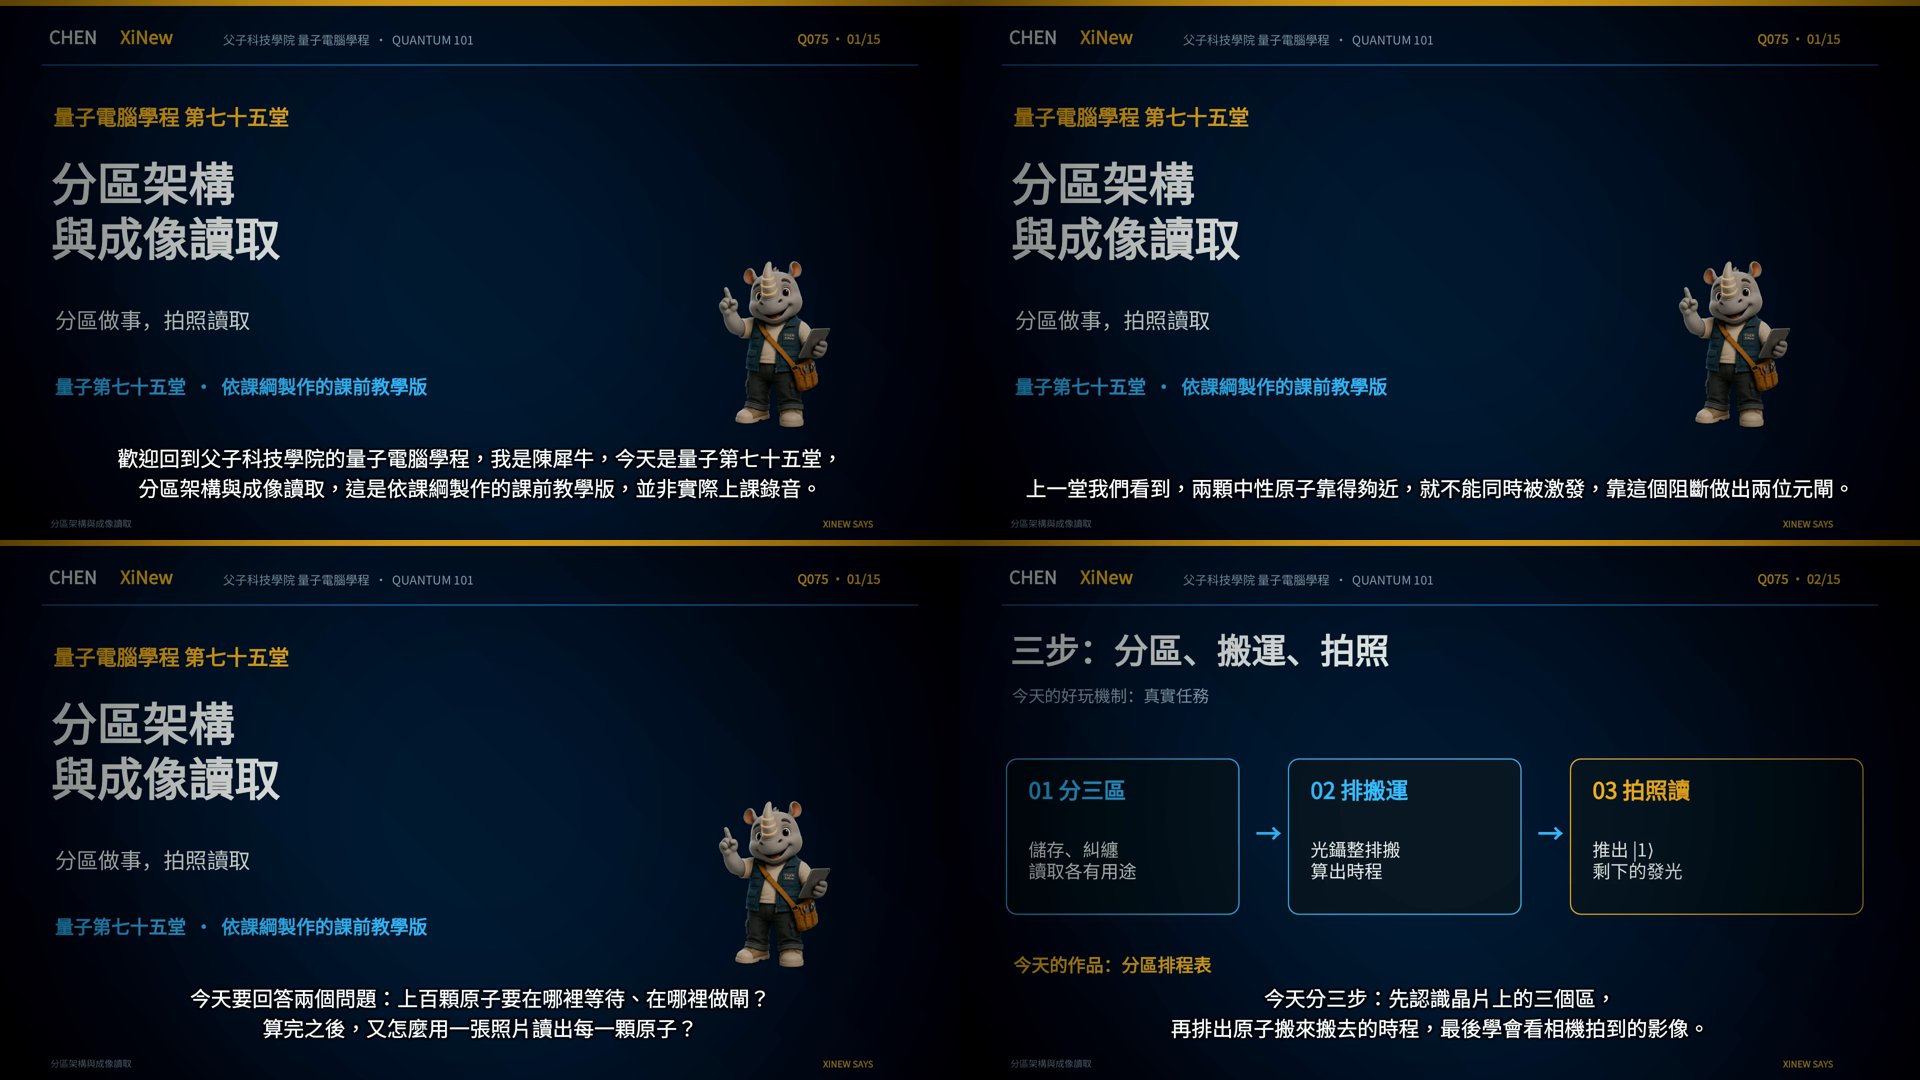 CHEN XiNew 父子科技學院 量子電腦學程 · QUANTUM 101 Q075 · 01/15
量子電腦學程 第七十五堂
分區架構
與成像讀取
分區做事，拍照讀取
量子第七十五堂 · 依課綱製作的課前教學版
歡迎回到父子科技學院的量子電腦學程，我是陳犀牛，今天是量子第七十五堂，
分區架構與成像讀取，這是依課綱製作的課前教學版，並非實際上課錄音。
分區架構與成像讀取 XINEW SAYS
CHEN XiNew 父子科技學院 量子電腦學程 · QUANTUM 101 Q075 · 01/15
量子電腦學程 第七十五堂
分區架構
與成像讀取
分區做事，拍照讀取
量子第七十五堂 · 依課綱製作的課前教學版
上一堂我們看到，兩顆中性原子靠得夠近，就不能同時被激發，靠這個阻斷做出兩位元閘。
分區架構與成像讀取 XINEW SAYS
CHEN XiNew 父子科技學院 量子電腦學程 · QUANTUM 101 Q075 · 01/15
量子電腦學程 第七十五堂
分區架構
與成像讀取
分區做事，拍照讀取
量子第七十五堂 · 依課綱製作的課前教學版
今天要回答兩個問題：上百顆原子要在哪裡等待、在哪裡做閘？
算完之後，又怎麼用一張照片讀出每一顆原子？
分區架構與成像讀取 XINEW SAYS
CHEN XiNew 父子科技學院 量子電腦學程 · QUANTUM 101 Q075 · 02/15
三步：分區、搬運、拍照
今天的好玩機制：真實任務
01 分三區
儲存、糾纏
讀取各有用途
→
02 排搬運
光鑷整排搬
算出時程
→
03 拍照讀
推出 |1⟩
剩下的發光
今天的作品：分區排程表
今天分三步：先認識晶片上的三個區，
再排出原子搬來搬去的時程，最後學會看相機拍到的影像。
分區架構與成像讀取 XINEW SAYS